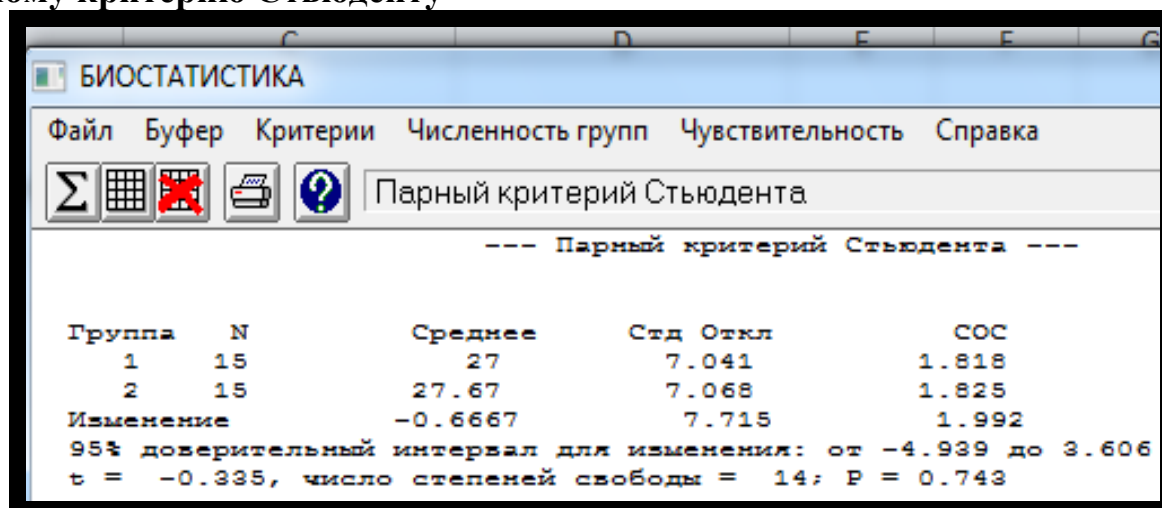 критерию Стьюденту
C D E F G
БИОСТАТИСТИКА
Файл Буфер Критерии Численность групп Чувствительность Справка
Парный критерий Стьюдента
--- Парный критерий Стьюдента ---
Группа N Среднее Стд Откл СОС
1 15 27 7.041 1.818
2 15 27.67 7.068 1.825
Изменение -0.6667 7.715 1.992
95% доверительный интервал для изменения: от -4.939 до 3.606
t = -0.335, число степеней свободы = 14; P = 0.743